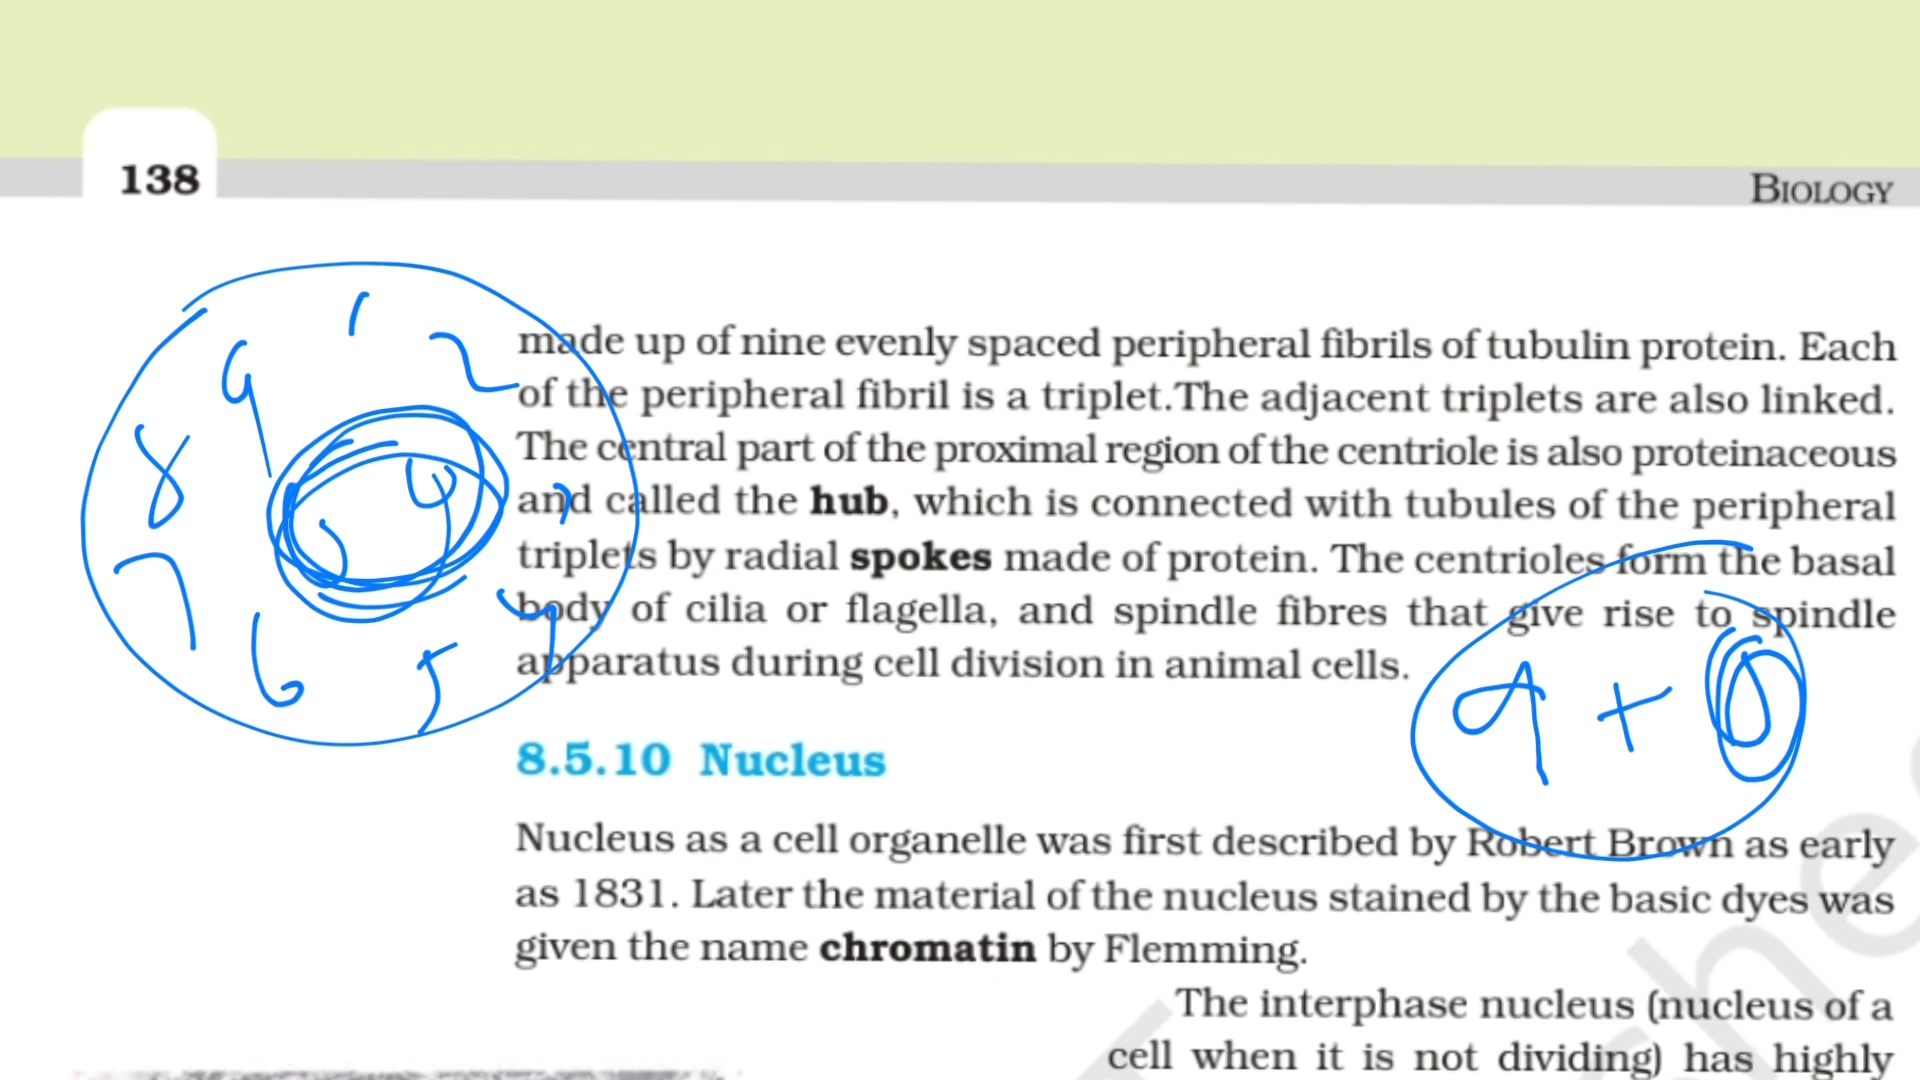 138
BIOLOGY
made up of nine evenly spaced peripheral fibrils of tubulin protein. Each
of the peripheral fibril is a triplet.The adjacent triplets are also linked.
The central part of the proximal region of the centriole is also proteinaceous
and called the hub, which is connected with tubules of the peripheral
triplets by radial spokes made of protein. The centrioles form the basal
body of cilia or flagella, and spindle fibres that give rise to spindle
apparatus during cell division in animal cells.
1
2
9
8
7
6
5
9 + 0
8.5.10 Nucleus
Nucleus as a cell organelle was first described by Robert Brown as early
as 1831. Later the material of the nucleus stained by the basic dyes was
given the name chromatin by Flemming.
The interphase nucleus (nucleus of a
cell when it is not dividing) has highly